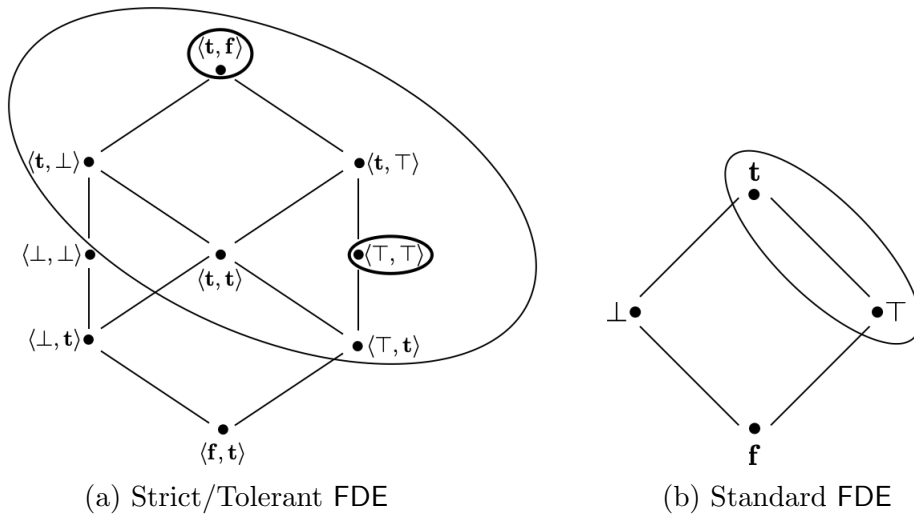 ⟨t, f⟩
⟨t, ⊥⟩ ⟨t, ⊤⟩
⟨⊥, ⊥⟩ ⟨t, t⟩ ⟨⊤, ⊤⟩
⟨⊥, t⟩ ⟨⊤, t⟩
⟨f, t⟩
(a) Strict/Tolerant FDE
t
⊥ ⊤
f
(b) Standard FDE